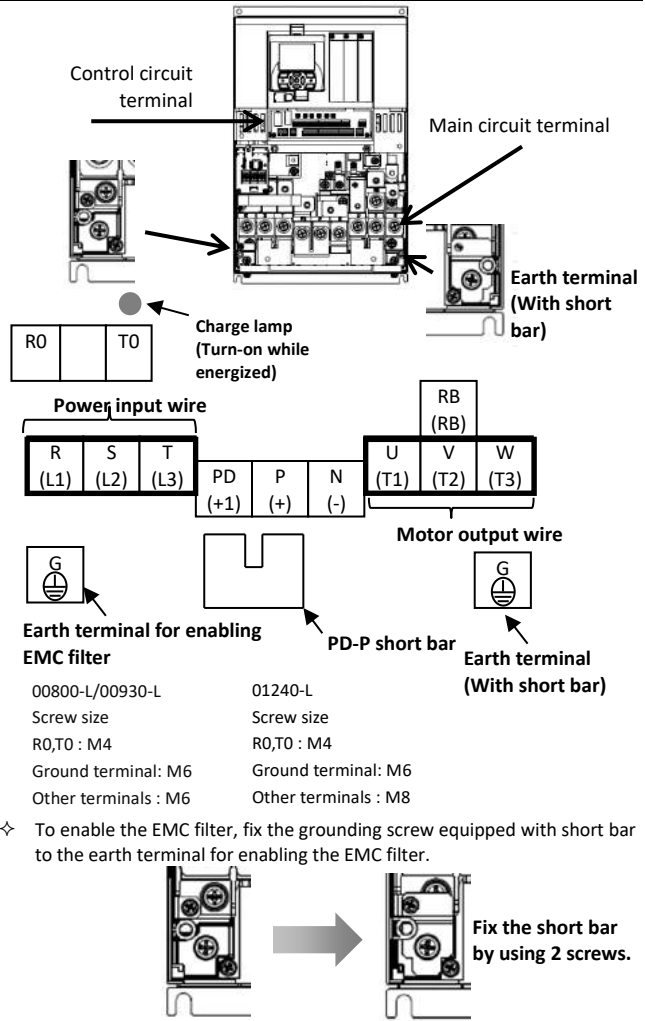 Control circuit
terminal
Main circuit terminal
Earth terminal
(With short
bar)
Charge lamp
(Turn-on while
energized)
R0 T0
Power input wire
RB
(RB)
R S T
(L1) (L2) (L3)
PD P N
(+1) (+) (-)
U V W
(T1) (T2) (T3)
Motor output wire
G
G
Earth terminal for enabling
EMC filter
PD-P short bar
Earth terminal
(With short bar)
00800-L/00930-L
Screw size
R0,T0 : M4
Ground terminal: M6
Other terminals : M6
01240-L
Screw size
R0,T0 : M4
Ground terminal: M6
Other terminals : M8
✧ To enable the EMC filter, fix the grounding screw equipped with short bar
to the earth terminal for enabling the EMC filter.
Fix the short bar
by using 2 screws.